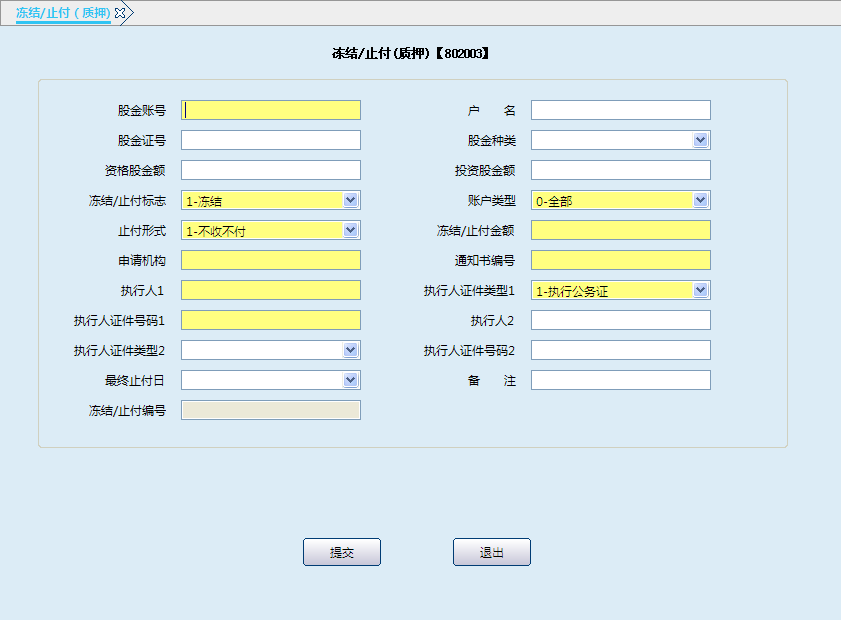 冻结/止付（质押）
冻结/止付(质押)【802003】
股金账号 户 名
股金证号 股金种类
资格股金额 投资股金额
冻结/止付标志 1-冻结 账户类型 0-全部
止付形式 1-不收不付 冻结/止付金额
申请机构 通知书编号
执行人1 执行人证件类型1 1-执行公务证
执行人证件号码1 执行人2
执行人证件类型2 执行人证件号码2
最终止付日 备 注
冻结/止付编号
提交 退出